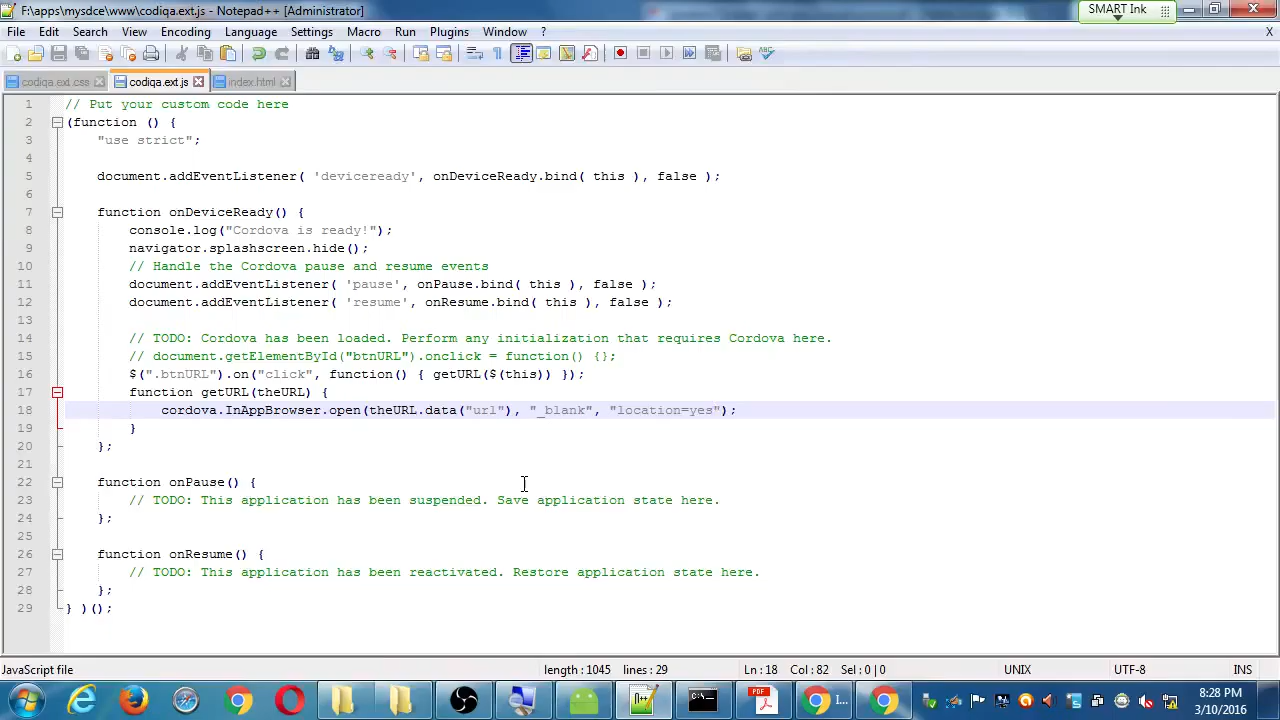 F:\apps\mysdce\www\codiqa.ext.js - Notepad++ [Administrator]
SMART Ink
File Edit Search View Encoding Language Settings Macro Run Plugins Window ? X
codiqa.ext.css codiqa.ext.js index.html
1 // Put your custom code here
2 (function () {
3 "use strict";
4
5 document.addEventListener( 'deviceready', onDeviceReady.bind( this ), false );
6
7 function onDeviceReady() {
8 console.log("Cordova is ready!");
9 navigator.splashscreen.hide();
10 // Handle the Cordova pause and resume events
11 document.addEventListener( 'pause', onPause.bind( this ), false );
12 document.addEventListener( 'resume', onResume.bind( this ), false );
13
14 // TODO: Cordova has been loaded. Perform any initialization that requires Cordova here.
15 // document.getElementById("btnURL").onclick = function() {};
16 $(".btnURL").on("click", function() { getURL($(this)) });
17 function getURL(theURL) {
18 cordova.InAppBrowser.open(theURL.data("url"), "_blank", "location=yes");
19 }
20 };
21
22 function onPause() {
23 // TODO: This application has been suspended. Save application state here.
24 };
25
26 function onResume() {
27 // TODO: This application has been reactivated. Restore application state here.
28 };
29 } )();
JavaScript file length : 1045 lines : 29 Ln : 18 Col : 82 Sel : 0 | 0 UNIX UTF-8 INS
PDF I... 8:28 PM
3/10/2016